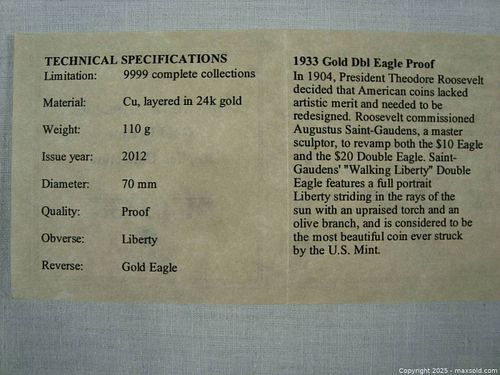 TECHNICAL SPECIFICATIONS
Limitation: 9999 complete collections
Material: Cu, layered in 24k gold
Weight: 110 g
Issue year: 2012
Diameter: 70 mm
Quality: Proof
Obverse: Liberty
Reverse: Gold Eagle
1933 Gold Dbl Eagle Proof
In 1904, President Theodore Roosevelt
decided that American coins lacked
artistic merit and needed to be
redesigned. Roosevelt commissioned
Augustus Saint-Gaudens, a master
sculptor, to revamp both the $10 Eagle
and the $20 Double Eagle. Saint-
Gaudens' "Walking Liberty" Double
Eagle features a full portrait
Liberty striding in the rays of the
sun with an upraised torch and an
olive branch, and is considered to be
the most beautiful coin ever struck
by the U.S. Mint.
Copyright 2025 - maxsold.com